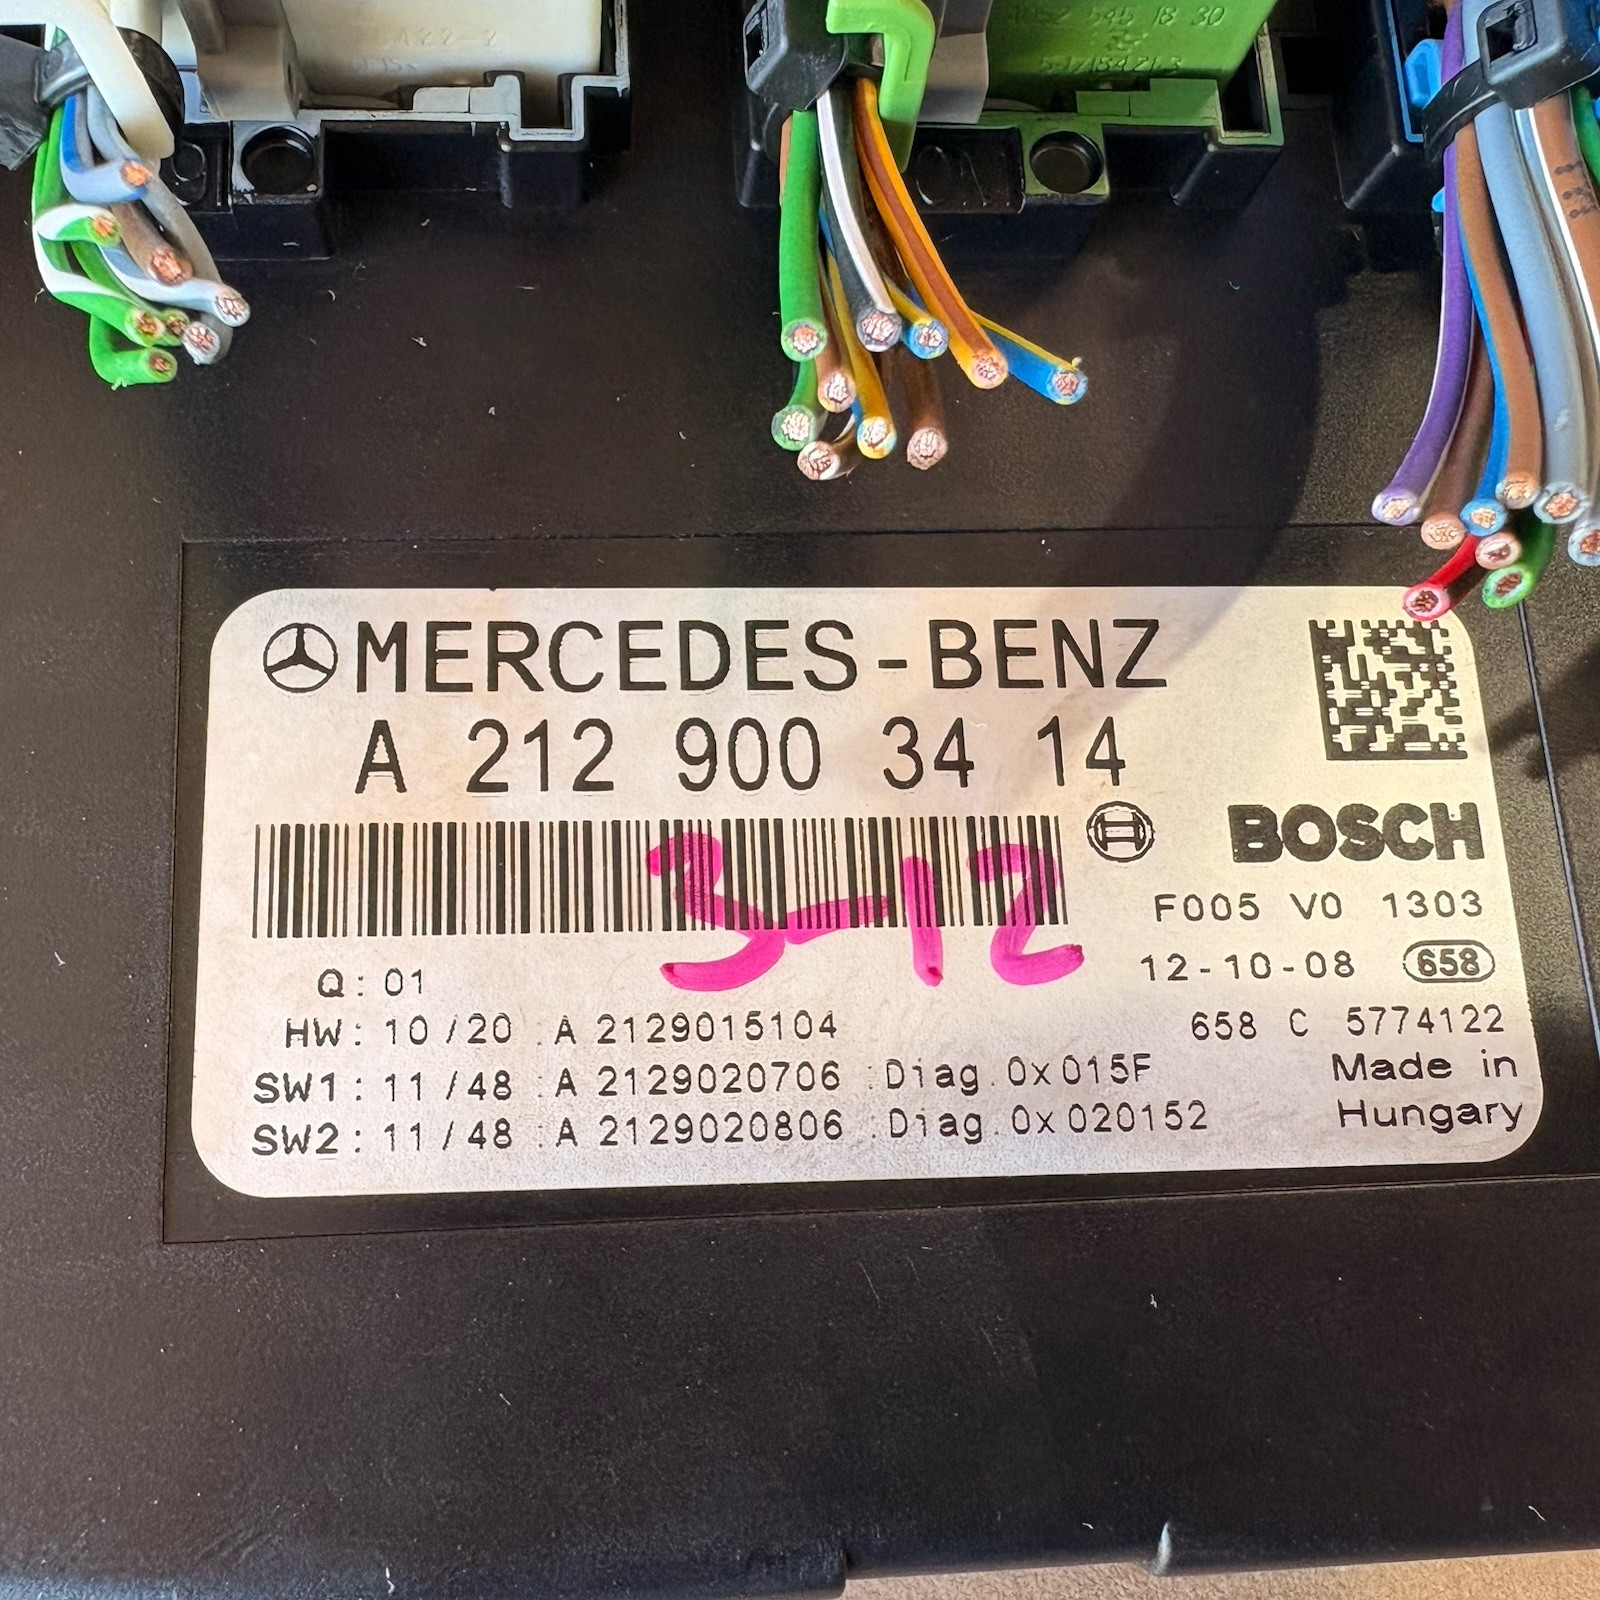 18 30
MERCEDES-BENZ
A 212 900 34 14
BOSCH
3-12
F005 V0 1303
Q: 01
12-10-08 658
HW: 10/20 :A 2129015104
658 C 5774122
SW1: 11/48 :A 2129020706 :Diag.0x015F
Made in
SW2: 11/48 :A 2129020806 :Diag.0x020152
Hungary